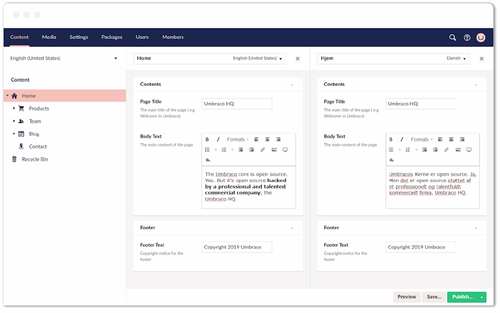 Content Media Settings Packages Users Members
English (United States)
Content
Home
Products
Team
Blog
Contact
Recycle Bin
Home English (United States)
Contents
Page Title
The main title of the page (e.g.
Welcome to Umbraco)
Umbraco HQ
Body Text
The main content of the page
B I Formats
The Umbraco core is open source.
Yes. But it's open source backed
by a professional and talented
commercial company, the
Umbraco HQ.
Footer
Footer Text
Copyright notice for the
footer
Copyright 2019 Umbraco
Hjem Danish
Contents
Page Title
The main title of the page (e.g.
Welcome to Umbraco)
Umbraco HQ
Body Text
The main content of the page
B I Formats
Umbracos Kerne er open source. Ja.
Men det er open source støttet af
et professionelt og talentfuldt
kommercielt firma, Umbraco HQ.
Footer
Footer Text
Copyright notice for the
footer
Copyright 2019 Umbraco
Preview Save... Publish...